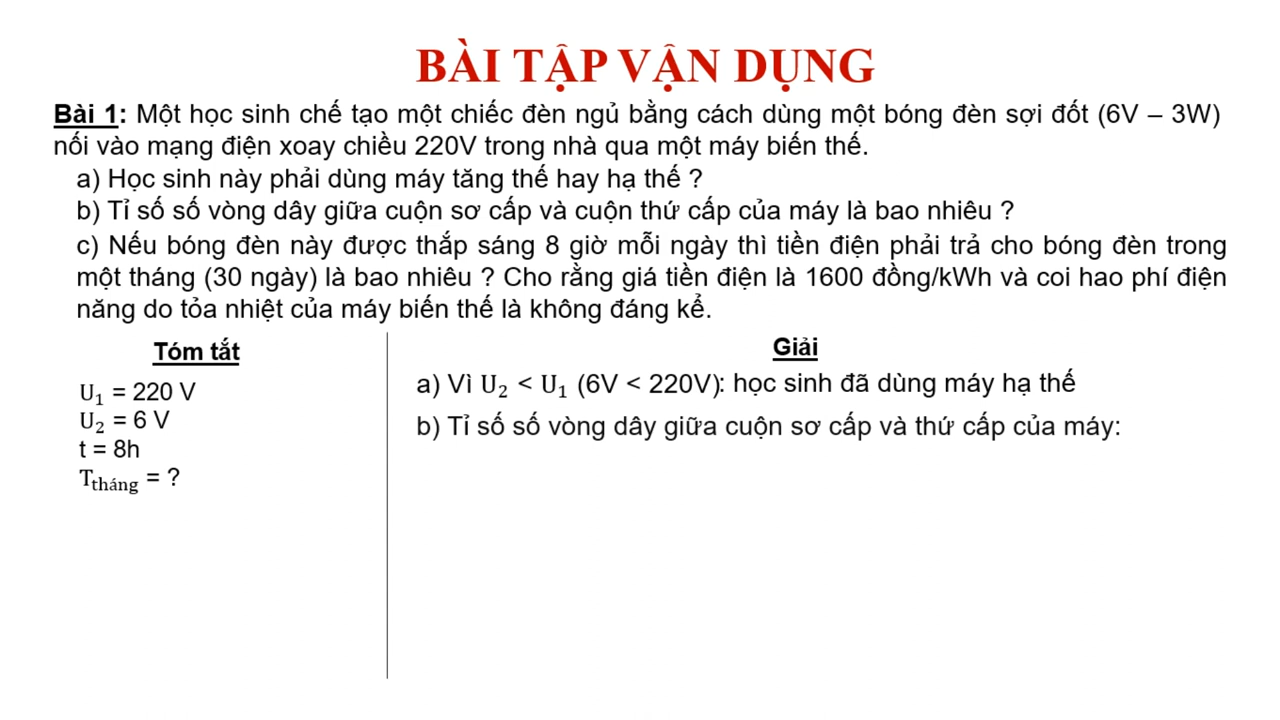 BÀI TẬP VẬN DỤNG
Bài 1: Một học sinh chế tạo một chiếc đèn ngủ bằng cách dùng một bóng đèn sợi đốt (6V – 3W)
nối vào mạng điện xoay chiều 220V trong nhà qua một máy biến thế.
a) Học sinh này phải dùng máy tăng thế hay hạ thế ?
b) Tỉ số số vòng dây giữa cuộn sơ cấp và cuộn thứ cấp của máy là bao nhiêu ?
c) Nếu bóng đèn này được thắp sáng 8 giờ mỗi ngày thì tiền điện phải trả cho bóng đèn trong
một tháng (30 ngày) là bao nhiêu ? Cho rằng giá tiền điện là 1600 đồng/kWh và coi hao phí điện
năng do tỏa nhiệt của máy biến thế là không đáng kể.
Tóm tắt
U₁ = 220 V
U₂ = 6 V
t = 8h
Ttháng = ?
Giải
a) Vì U₂ < U₁ (6V < 220V): học sinh đã dùng máy hạ thế
b) Tỉ số số vòng dây giữa cuộn sơ cấp và thứ cấp của máy: